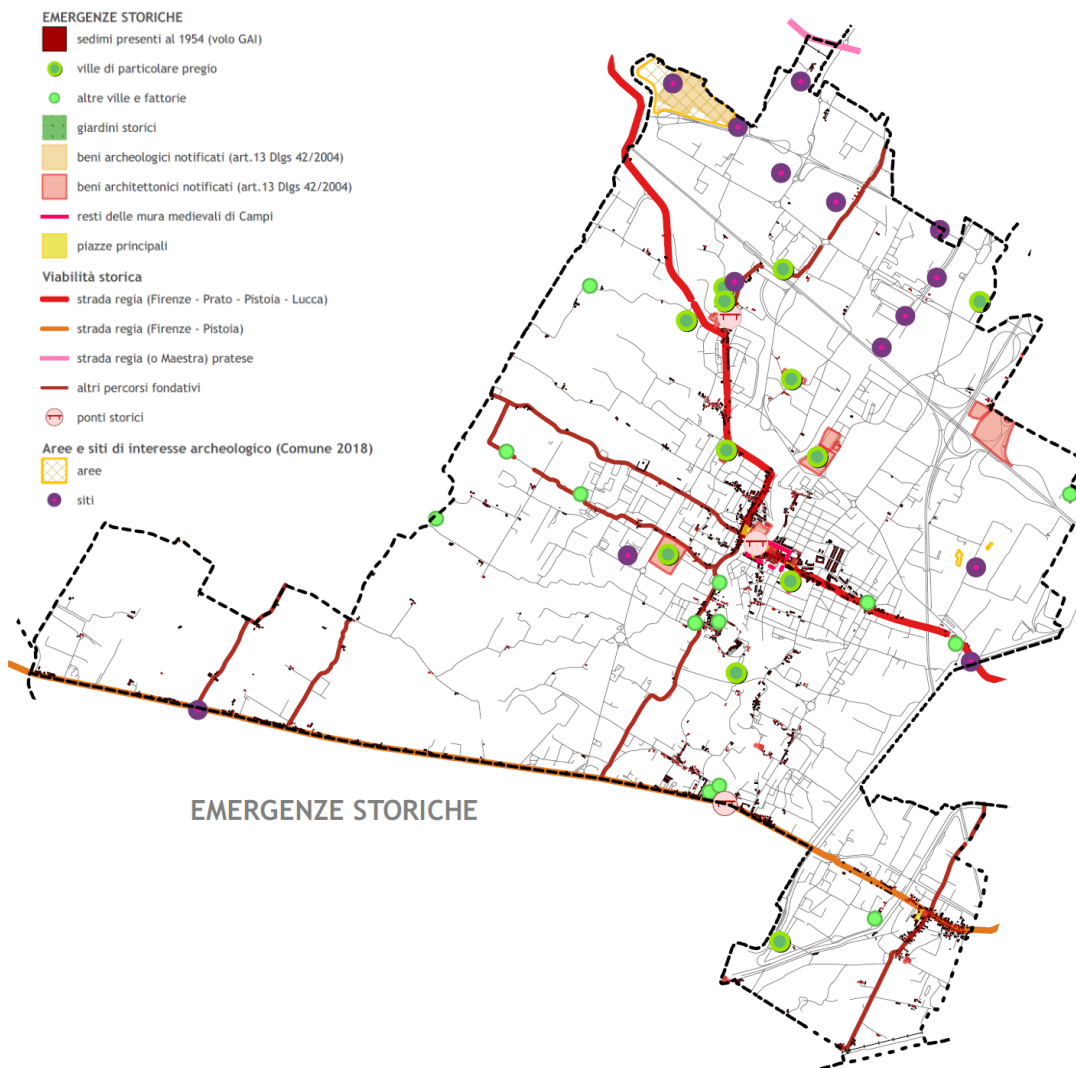 EMERGENZE STORICHE
sedimi presenti al 1954 (volo GAI)
ville di particolare pregio
altre ville e fattorie
giardini storici
beni archeologici notificati (art.13 Dlgs 42/2004)
beni architettonici notificati (art.13 Dlgs 42/2004)
resti delle mura medievali di Campi
piazze principali
Viabilità storica
strada regia (Firenze - Prato - Pistoia - Lucca)
strada regia (Firenze - Pistoia)
strada regia (o Maestra) pratese
altri percorsi fondativi
ponti storici
Aree e siti di interesse archeologico (Comune 2018)
aree
siti
EMERGENZE STORICHE